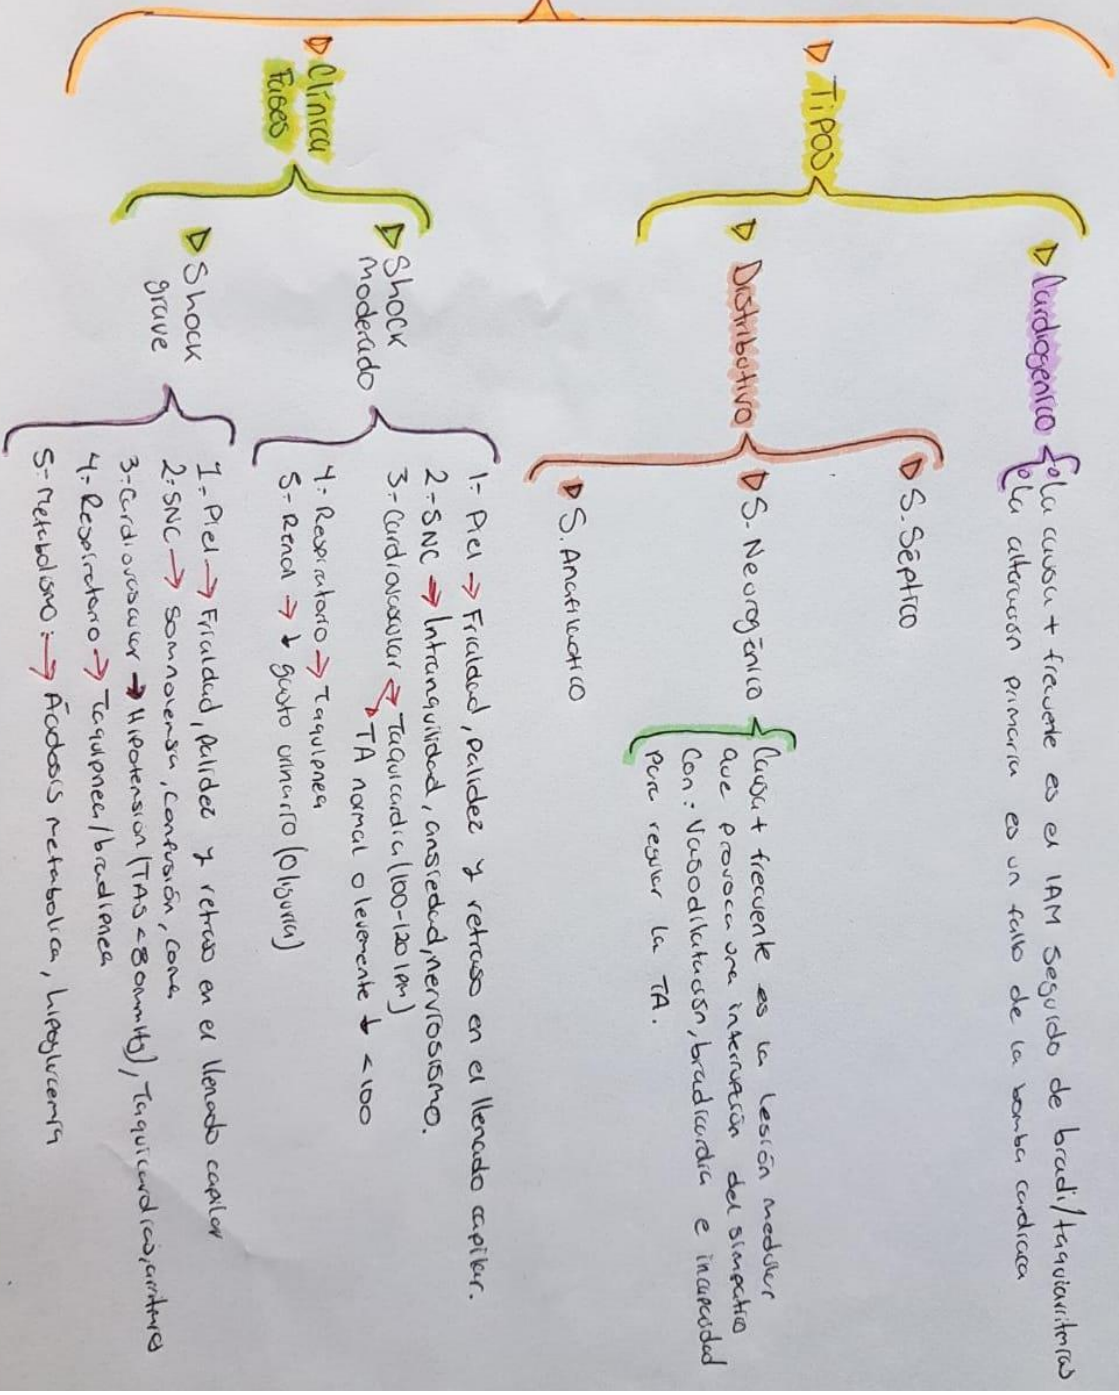 Tipos
Cardiogénico
la causa + frecuente es el IAM seguido de bradi/taquiarritmias
la alteración primaria es un fallo de la bomba cardiaca
Distributivo
S. Séptico
S. Neurogénico
Causa + frecuente es la lesión medular
que provoca una interrupción del simpático
con: Vasodilatación, bradicardia e incapacidad
para regular la TA.
S. Anafiláctico
Clínica
Fases
Shock
moderado
1- Piel → Frialdad, palidez y retraso en el llenado capilar.
2- SNC → Intranquilidad, ansiedad, nerviosismo.
3- Cardiovascular → Taquicardia (100-120 lpm)
→ TA normal o levemente ↓ <100
4- Respiratorio → Taquipnea
5- Renal → ↓ gasto urinario (Oliguria)
Shock
grave
1- Piel → Frialdad, palidez y retraso en el llenado capilar
2- SNC → Somnolencia, confusión, coma
3- Cardiovascular → Hipotensión (TAS <80mmHg), Taquicardias, arritmias
4- Respiratorio → Taquipnea/bradipnea
5- Metabolismo: → Acidosis metabólica, hipoglucemia